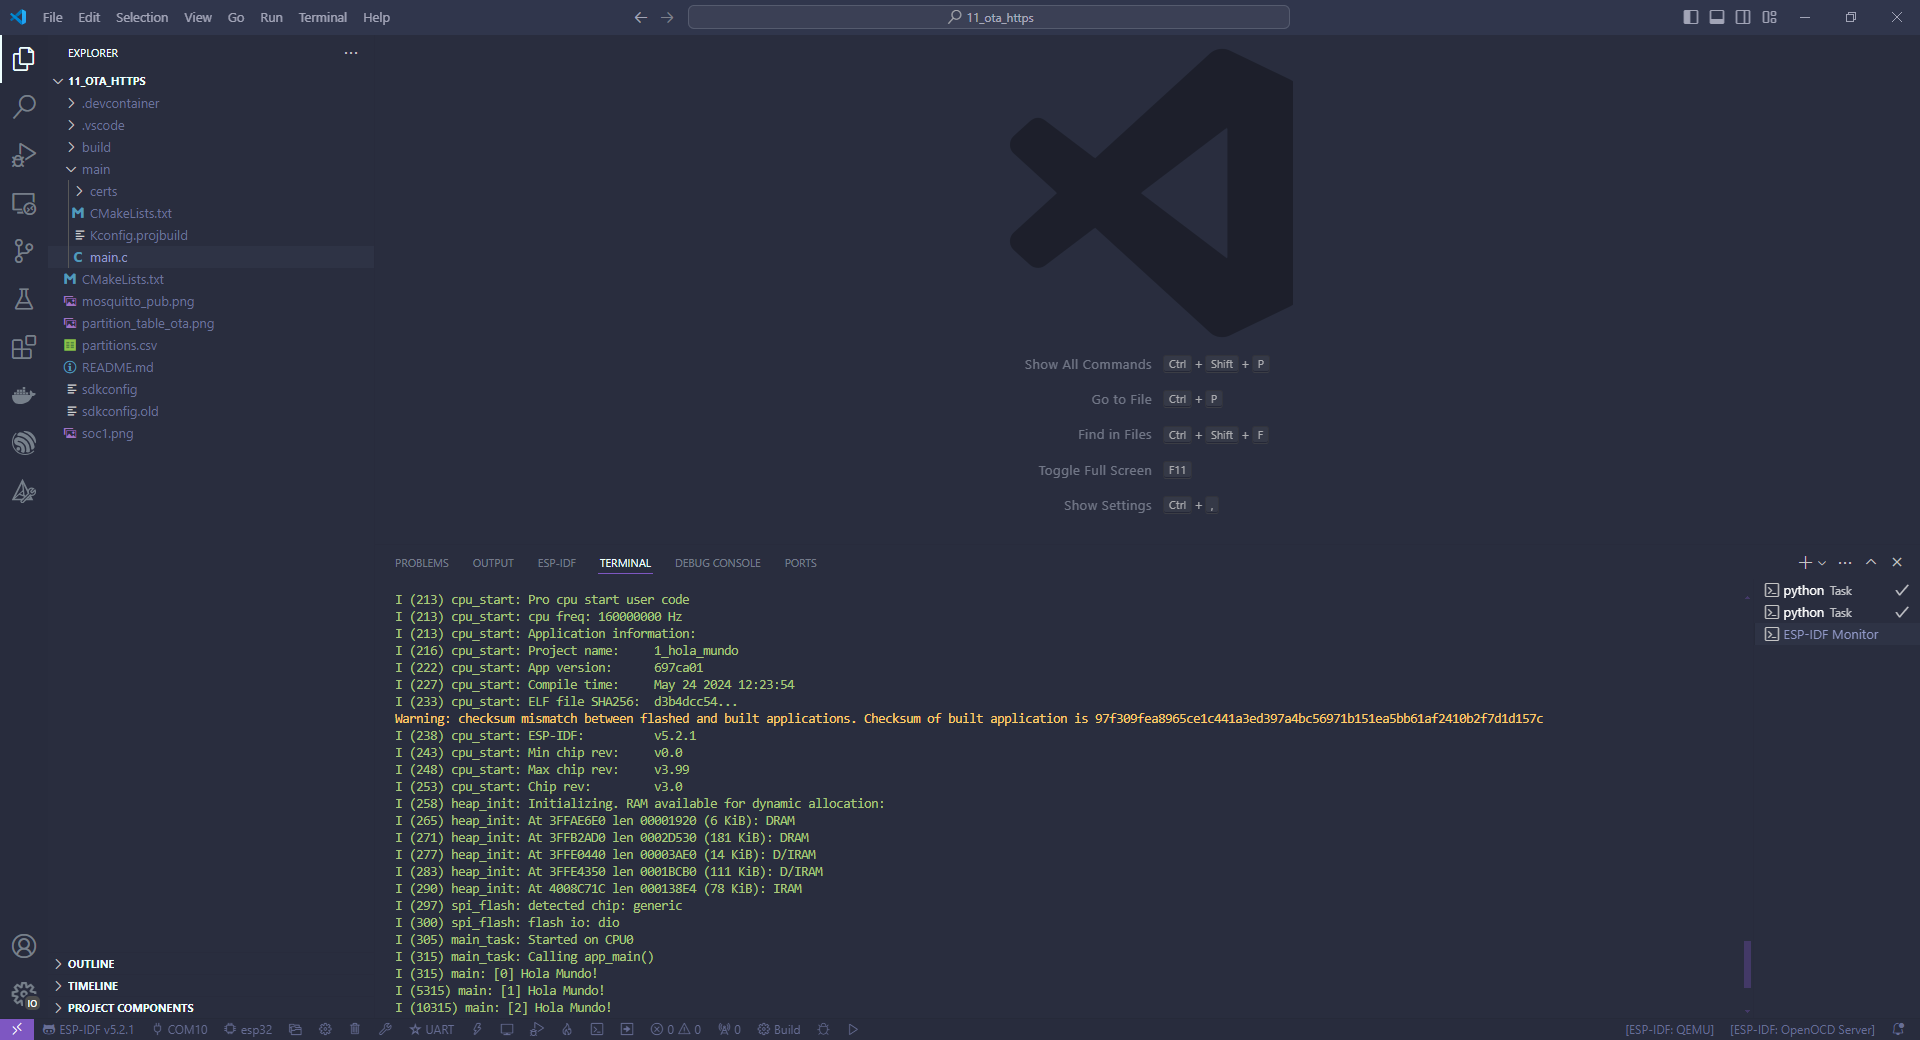 File Edit Selection View Go Run Terminal Help
11_ota_https
EXPLORER
11_OTA_HTTPS
.devcontainer
.vscode
build
main
certs
CMakeLists.txt
Kconfig.projbuild
main.c
CMakeLists.txt
mosquitto_pub.png
partition_table_ota.png
partitions.csv
README.md
sdkconfig
sdkconfig.old
soc1.png
OUTLINE
TIMELINE
PROJECT COMPONENTS
Show All Commands Ctrl + Shift + P
Go to File Ctrl + P
Find in Files Ctrl + Shift + F
Toggle Full Screen F11
Show Settings Ctrl + ,
PROBLEMS OUTPUT ESP-IDF TERMINAL DEBUG CONSOLE PORTS
I (213) cpu_start: Pro cpu start user code
I (213) cpu_start: cpu freq: 160000000 Hz
I (213) cpu_start: Application information:
I (216) cpu_start: Project name:     1_hola_mundo
I (222) cpu_start: App version:      697ca01
I (227) cpu_start: Compile time:     May 24 2024 12:23:54
I (233) cpu_start: ELF file SHA256:  d3b4dcc54...
Warning: checksum mismatch between flashed and built applications. Checksum of built application is 97f309fea8965ce1c441a3ed397a4bc56971b151ea5bb61af2410b2f7d1d157c
I (238) cpu_start: ESP-IDF:          v5.2.1
I (243) cpu_start: Min chip rev:     v0.0
I (248) cpu_start: Max chip rev:     v3.99
I (253) cpu_start: Chip rev:         v3.0
I (258) heap_init: Initializing. RAM available for dynamic allocation:
I (265) heap_init: At 3FFAE6E0 len 00001920 (6 KiB): DRAM
I (271) heap_init: At 3FFB2AD0 len 0002D530 (181 KiB): DRAM
I (277) heap_init: At 3FFE0440 len 00003AE0 (14 KiB): D/IRAM
I (283) heap_init: At 3FFE4350 len 0001BCB0 (111 KiB): D/IRAM
I (290) heap_init: At 4008C71C len 000138E4 (78 KiB): IRAM
I (297) spi_flash: detected chip: generic
I (300) spi_flash: flash io: dio
I (305) main_task: Started on CPU0
I (315) main_task: Calling app_main()
I (315) main: [0] Hola Mundo!
I (5315) main: [1] Hola Mundo!
I (10315) main: [2] Hola Mundo!
python Task
python Task
ESP-IDF Monitor
ESP-IDF v5.2.1 COM10 esp32 UART 0 0 0 Build [ESP-IDF: QEMU] [ESP-IDF: OpenOCD Server]